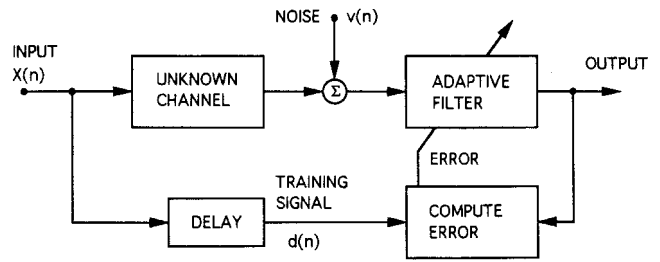 NOISE v(n)
INPUT
X(n)
UNKNOWN
CHANNEL
Σ
ADAPTIVE
FILTER
OUTPUT
ERROR
TRAINING
SIGNAL
DELAY
d(n)
COMPUTE
ERROR